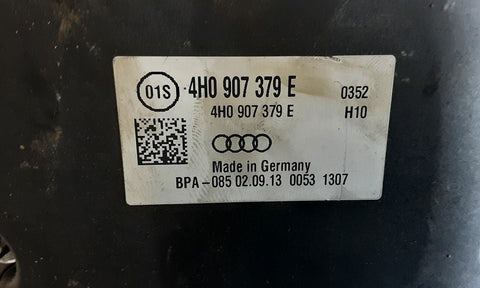 01S 4H0 907 379 E 0352
4H0 907 379 E H10
Made in Germany
BPA-085 02.09.13 0053 1307